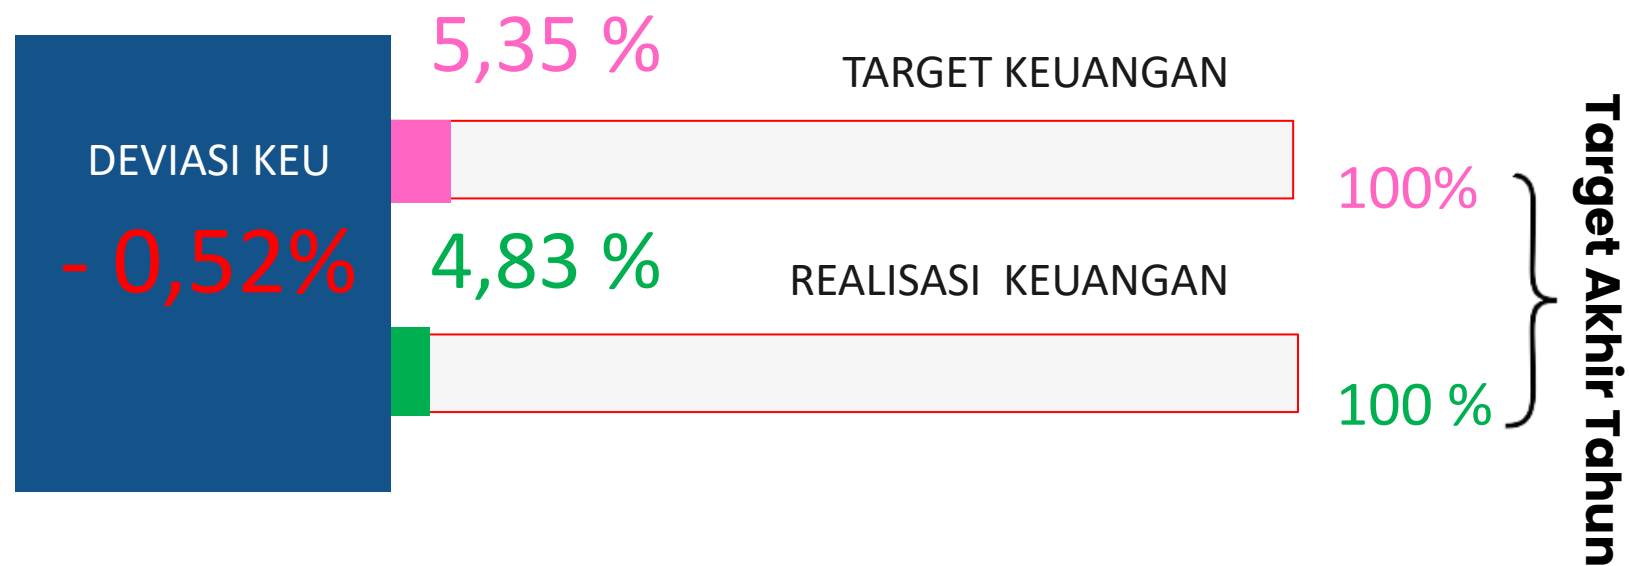 DEVIASI KEU
- 0,52%
5,35 %
TARGET KEUANGAN
100%
4,83 %
REALISASI  KEUANGAN
100 %
Target Akhir Tahun